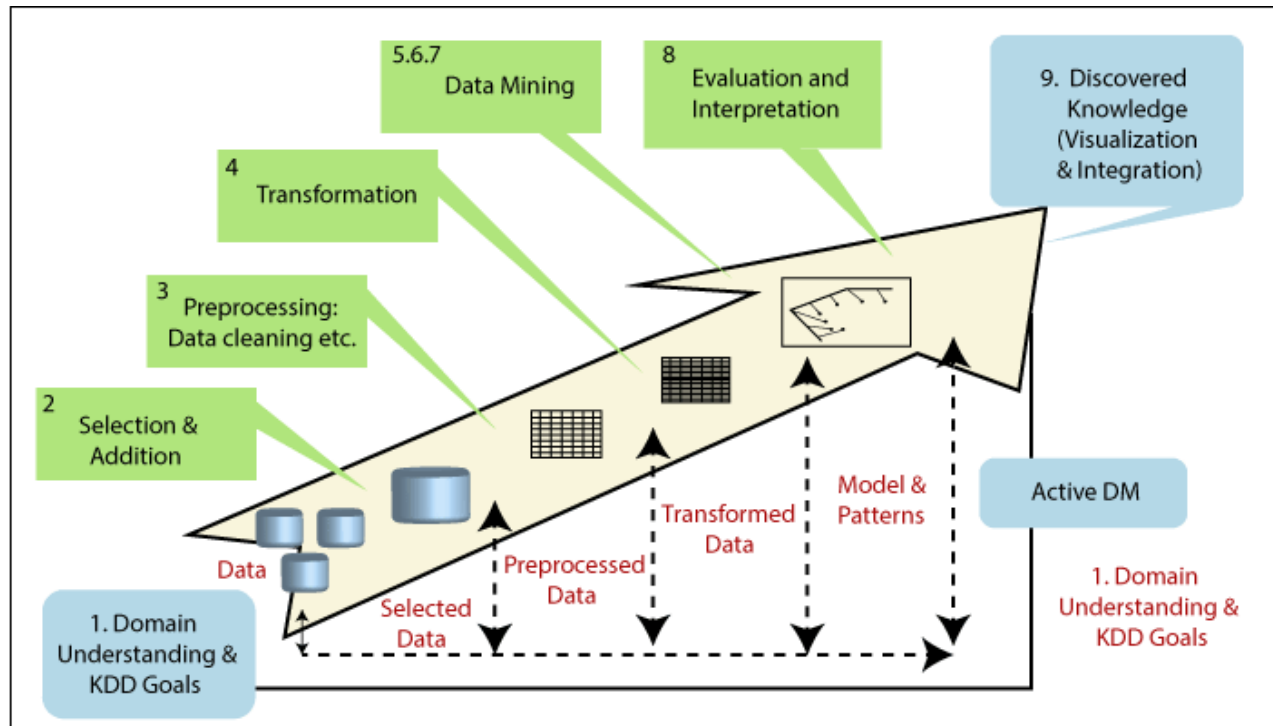 5.6.7
Data Mining
8
Evaluation and
Interpretation
9. Discovered
Knowledge
(Visualization
& Integration)
4
Transformation
3
Preprocessing:
Data cleaning etc.
2
Selection &
Addition
Data
Selected
Data
Preprocessed
Data
Transformed
Data
Model &
Patterns
Active DM
1. Domain
Understanding &
KDD Goals
1. Domain
Understanding &
KDD Goals